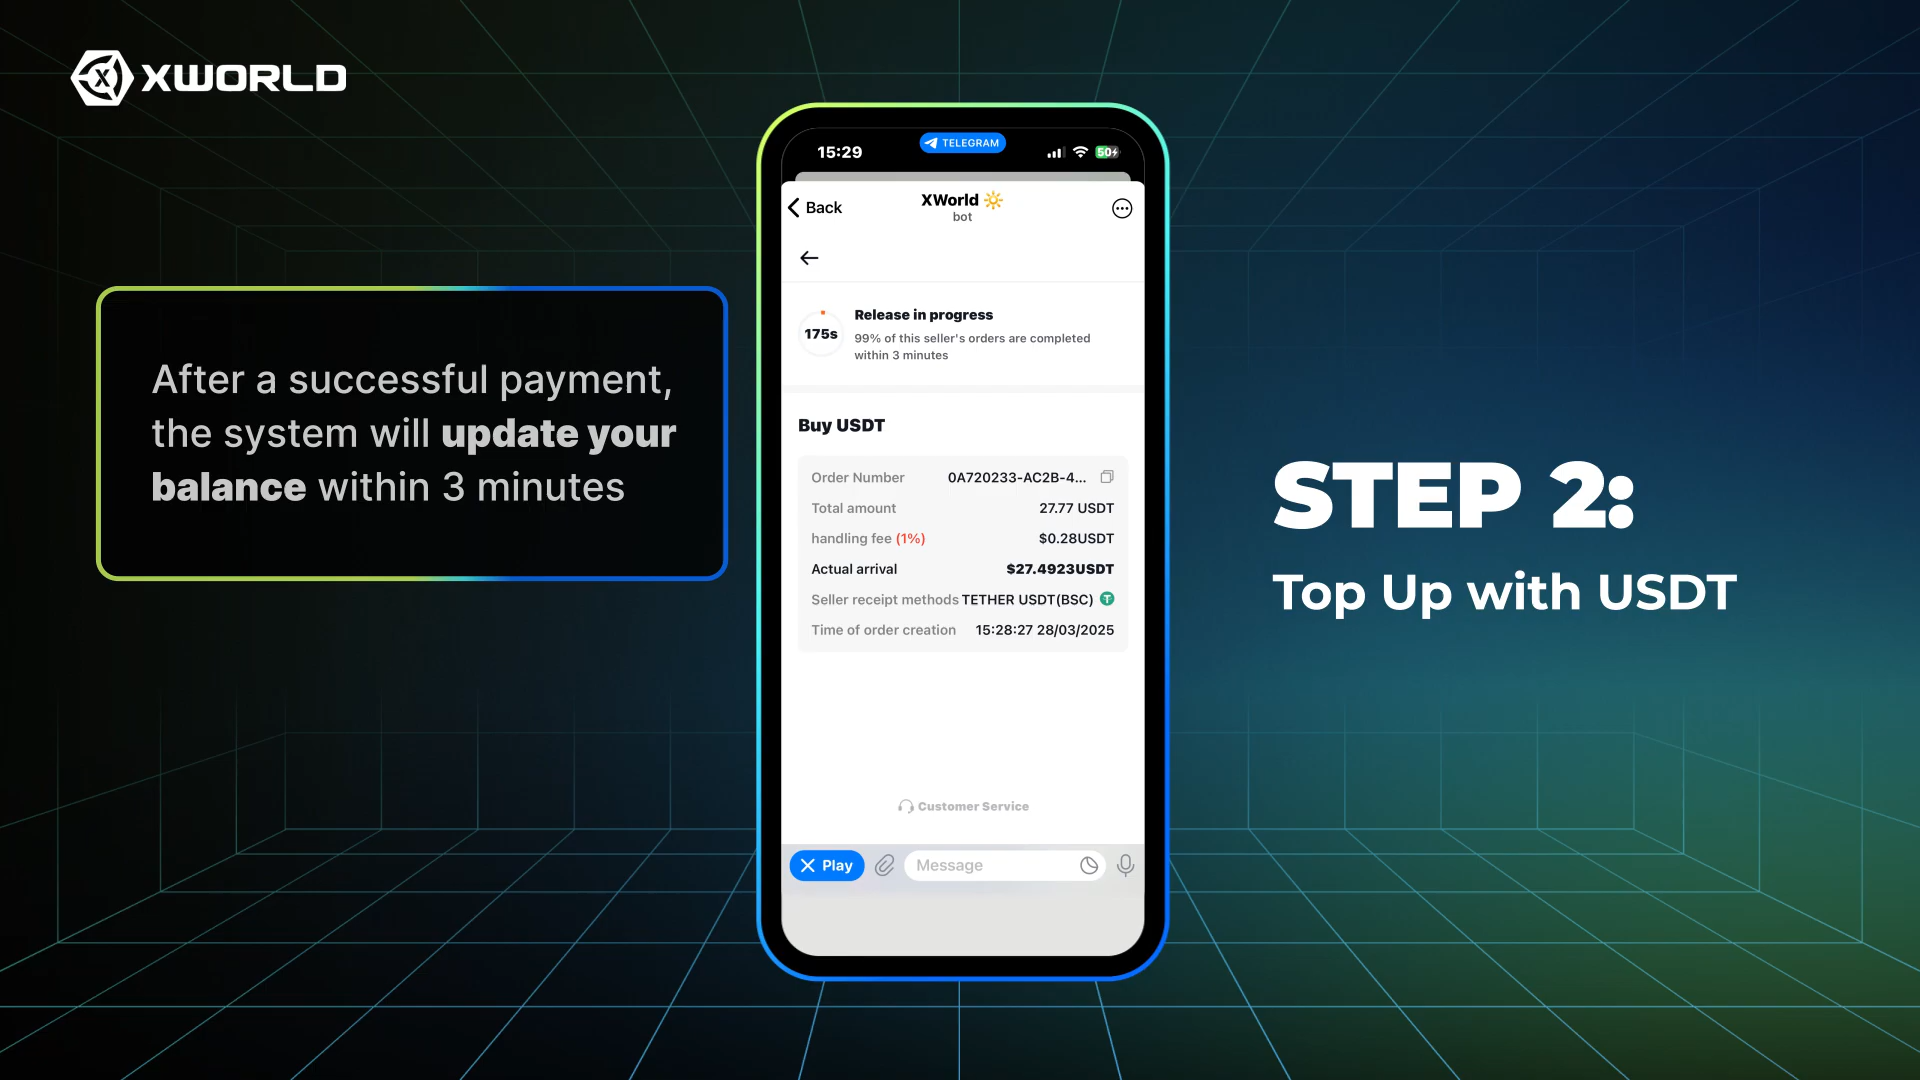 XWORLD
After a successful payment,
the system will update your
balance within 3 minutes
15:29
TELEGRAM
50
Back
XWorld
bot
175s
Release in progress
99% of this seller's orders are completed
within 3 minutes
Buy USDT
Order Number 0A720233-AC2B-4...
Total amount 27.77 USDT
handling fee (1%) $0.28USDT
Actual arrival $27.4923USDT
Seller receipt methods TETHER USDT(BSC)
Time of order creation 15:28:27 28/03/2025
Customer Service
Play
Message
STEP 2:
Top Up with USDT